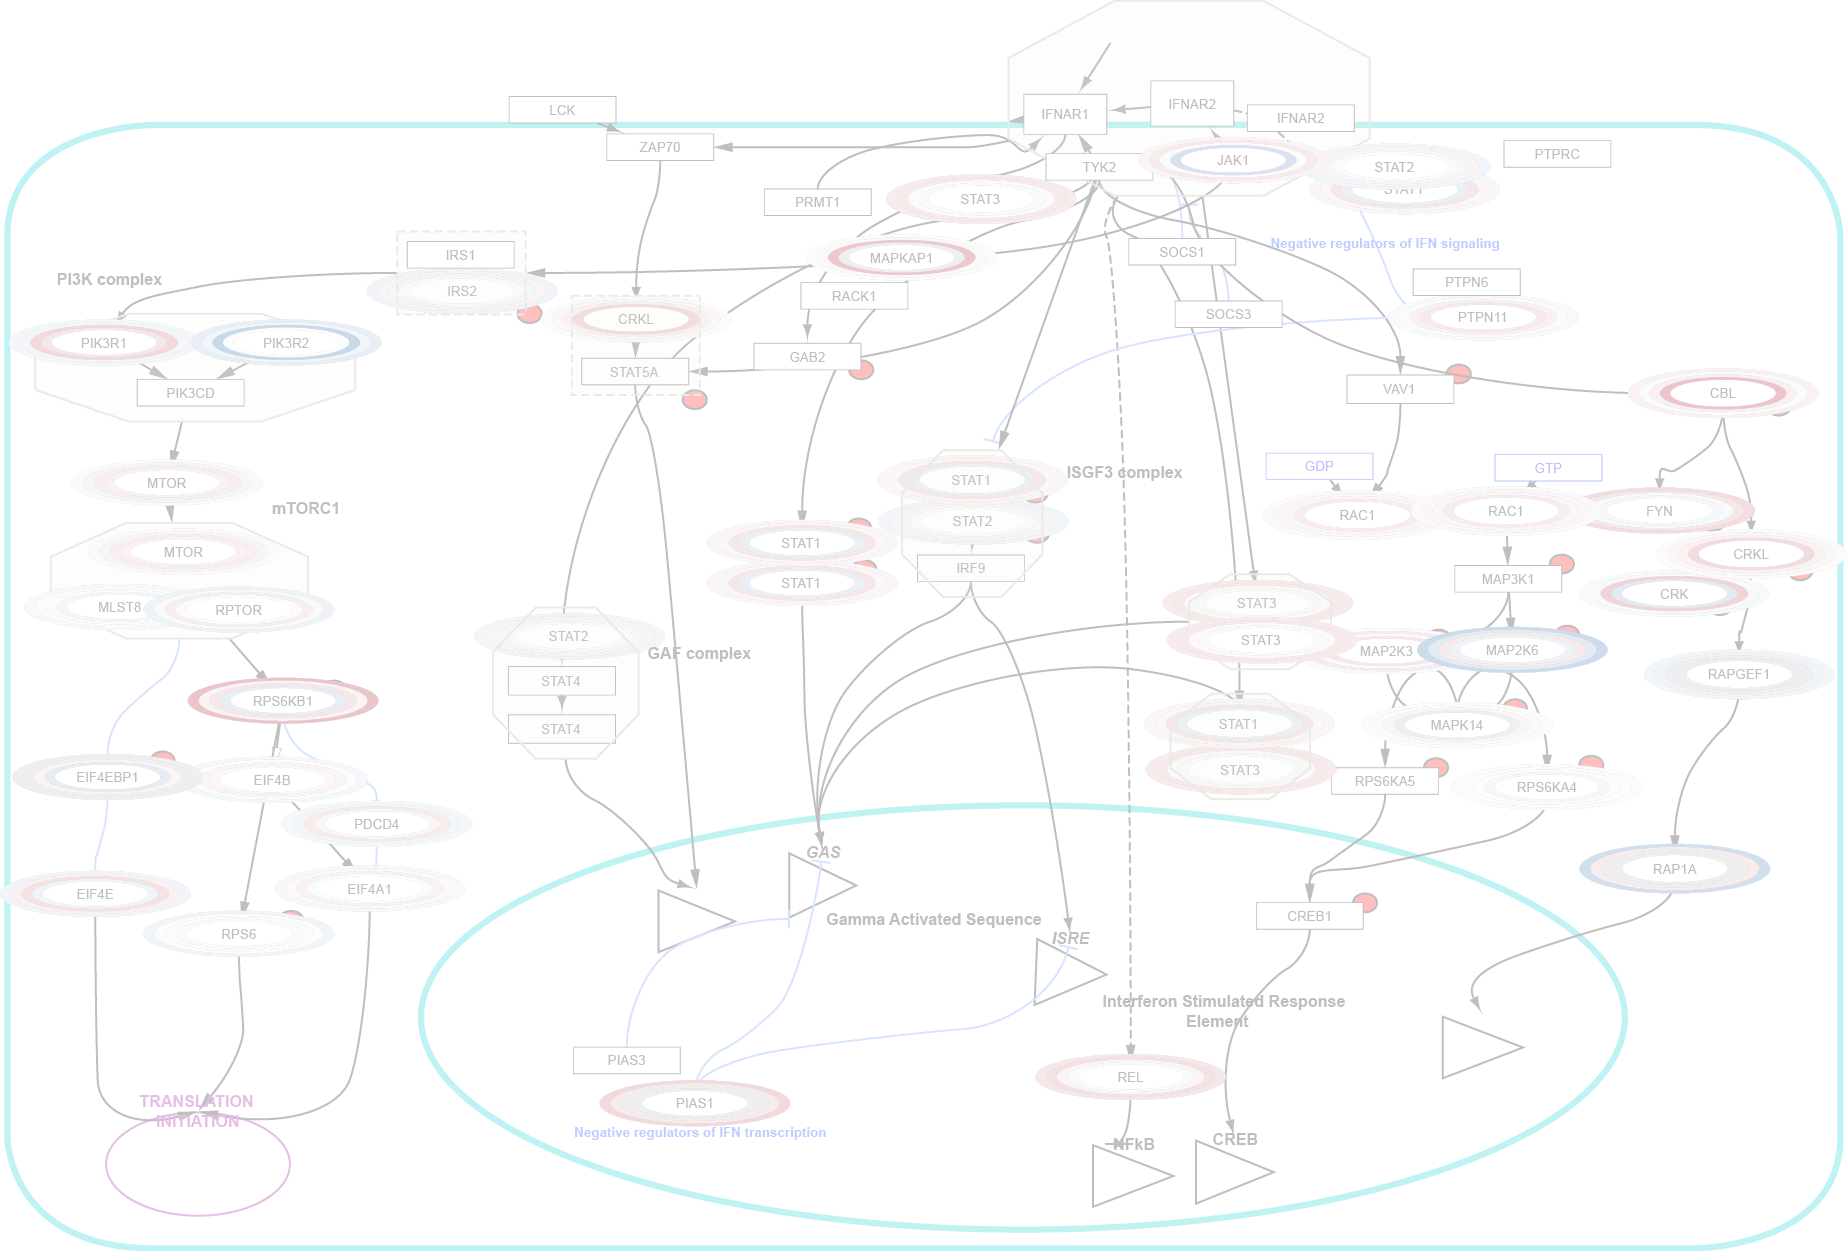 LCK
IFNAR1
IFNAR2
IFNAR2
ZAP70
TYK2
JAK1
STAT2
STAT1
PTPRC
PRMT1
STAT3
IRS1
MAPKAP1
SOCS1
Negative regulators of IFN signaling
PI3K complex
IRS2
RACK1
PTPN6
SOCS3
PTPN11
CRKL
PIK3R1
PIK3R2
GAB2
STAT5A
PIK3CD
VAV1
CBL
MTOR
STAT1
ISGF3 complex
GDP
GTP
mTORC1
RAC1
RAC1
FYN
STAT2
STAT1
MTOR
CRKL
IRF9
STAT1
MAP3K1
CRK
MLST8
RPTOR
STAT3
STAT2
STAT3
GAF complex
MAP2K3
MAP2K6
STAT4
RAPGEF1
RPS6KB1
STAT4
STAT1
MAPK14
EIF4EBP1
EIF4B
STAT3
RPS6KA5
RPS6KA4
PDCD4
GAS
RAP1A
EIF4E
EIF4A1
Gamma Activated Sequence
CREB1
RPS6
ISRE
Interferon Stimulated Response
Element
PIAS3
REL
TRANSLATION
INITIATION
PIAS1
Negative regulators of IFN transcription
NFkB
CREB